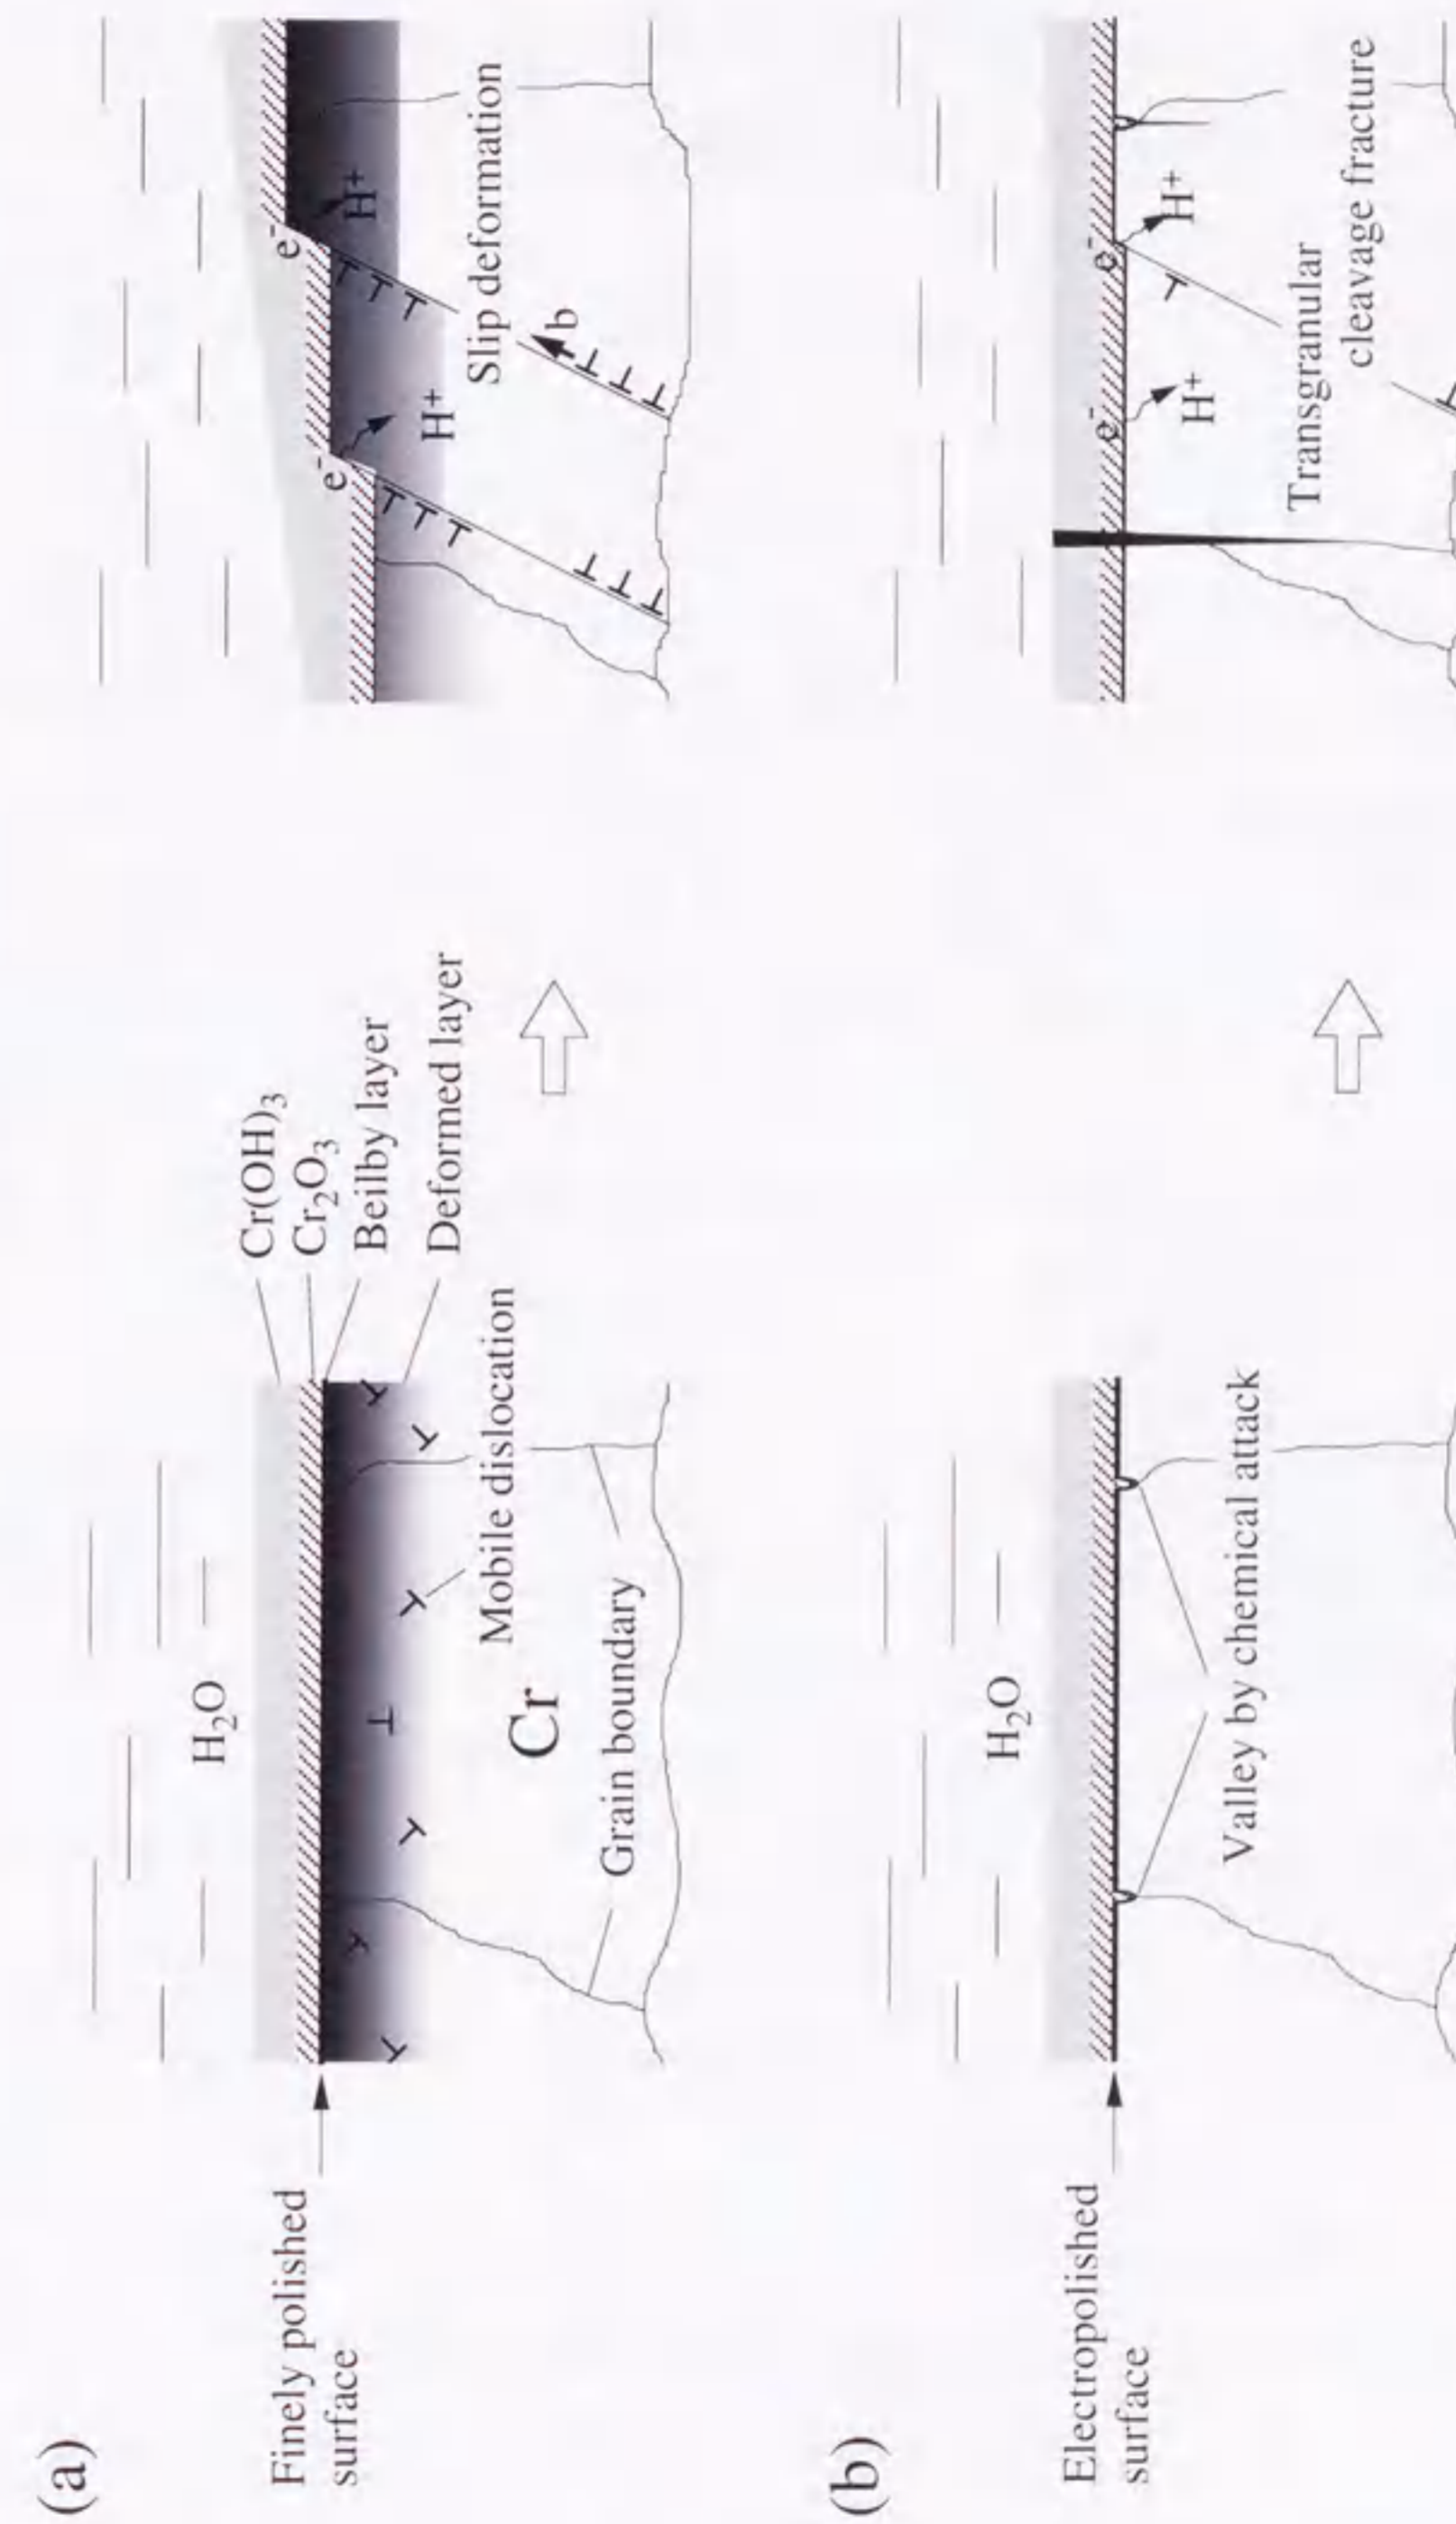 (a)
Finely polished
surface
H₂O
Cr(OH)₃
Cr₂O₃
Beilby layer
Deformed layer
Mobile dislocation
Cr
Grain boundary
e⁻
H⁺
e⁻
H⁺
Slip deformation
b
(b)
Electropolished
surface
H₂O
Valley by chemical attack
e⁻
H⁺
e⁻
H⁺
Transgranular
cleavage fracture